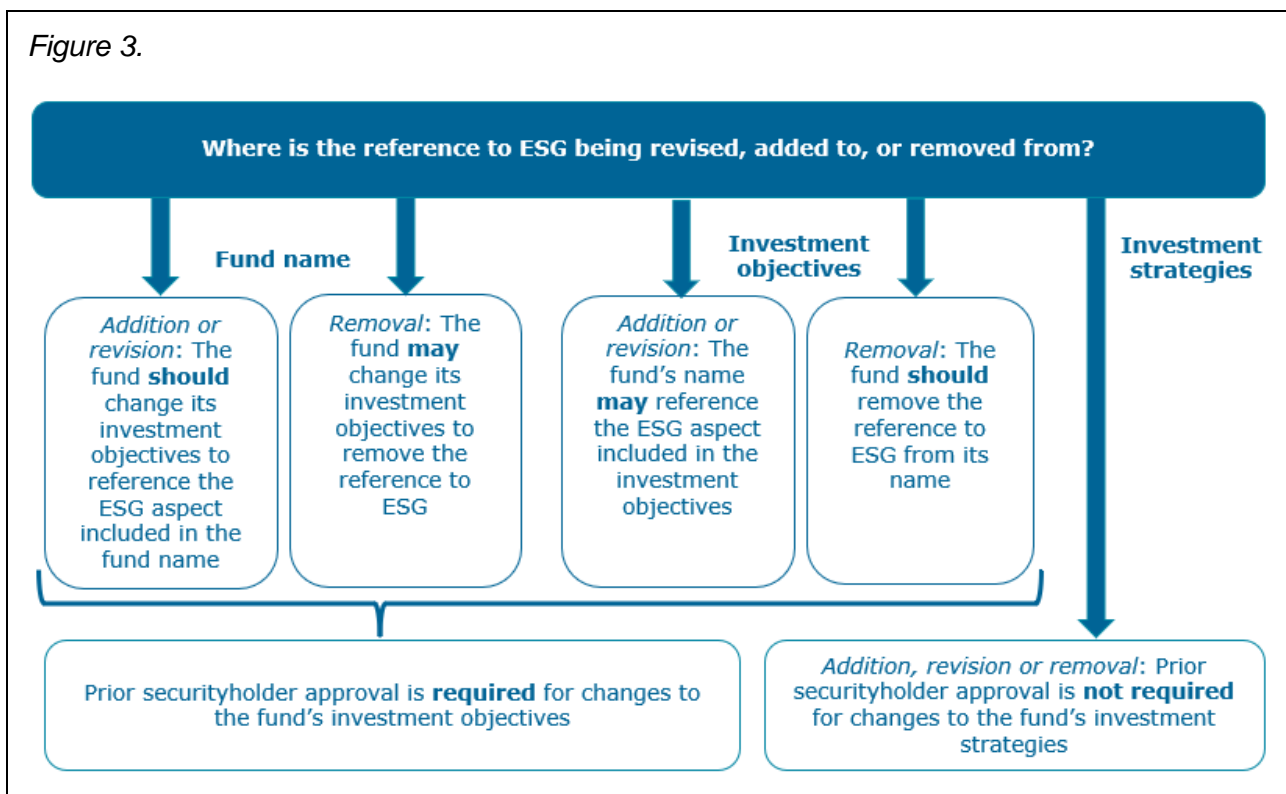 Figure 3.
Where is the reference to ESG being revised, added to, or removed from?
Fund name
Investment
objectives
Investment
strategies
Addition or
revision: The
fund should
change its
investment
objectives to
reference the
ESG aspect
included in the
fund name
Removal: The
fund may
change its
investment
objectives to
remove the
reference to
ESG
Addition or
revision: The
fund’s name
may reference
the ESG aspect
included in the
investment
objectives
Removal: The
fund should
remove the
reference to
ESG from its
name
Prior securityholder approval is required for changes to
the fund’s investment objectives
Addition, revision or removal: Prior
securityholder approval is not required
for changes to the fund’s investment
strategies